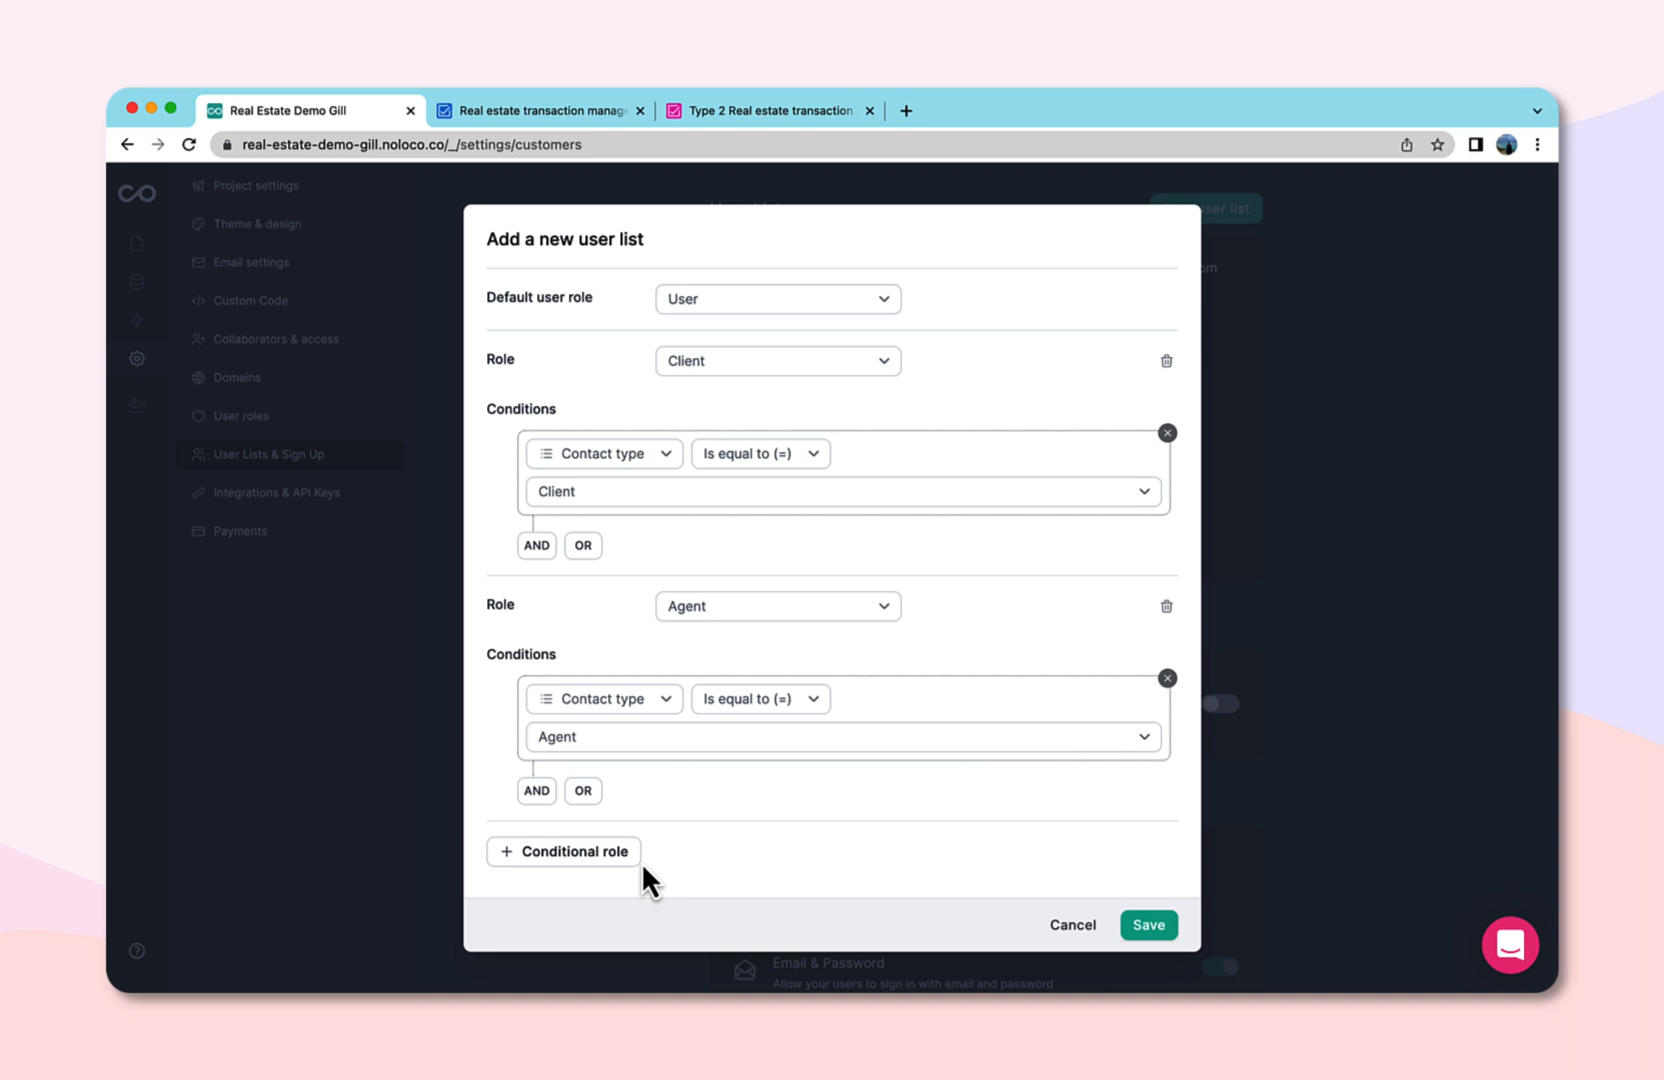 Real Estate Demo Gill
Real estate transaction manag
Type 2 Real estate transaction
real-estate-demo-gill.noloco.co/_/settings/customers
Project settings
Theme & design
Email settings
Custom Code
Collaborators & access
Domains
User roles
User Lists & Sign Up
Integrations & API Keys
Payments
ser list
om
Add a new user list
Default user role
User
Role
Client
Conditions
Contact type
Is equal to (=)
Client
AND OR
Role
Agent
Conditions
Contact type
Is equal to (=)
Agent
AND OR
+ Conditional role
Cancel
Save
Email & Password
Allow your users to sign in with email and password